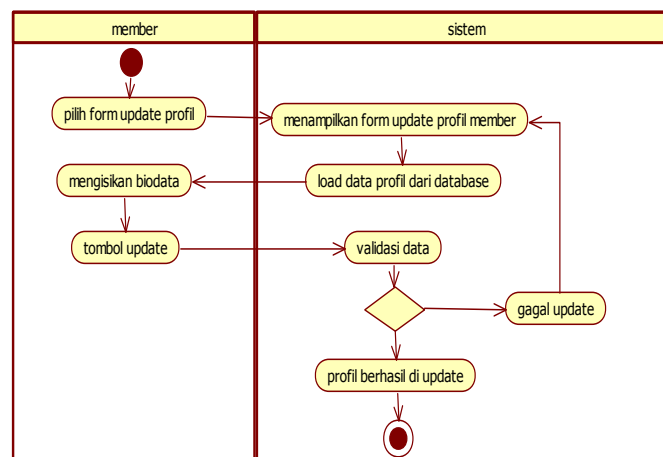 member
sistem
pilih form update profil
menampilkan form update profil member
mengisikan biodata
load data profil dari database
tombol update
validasi data
gagal update
profil berhasil di update